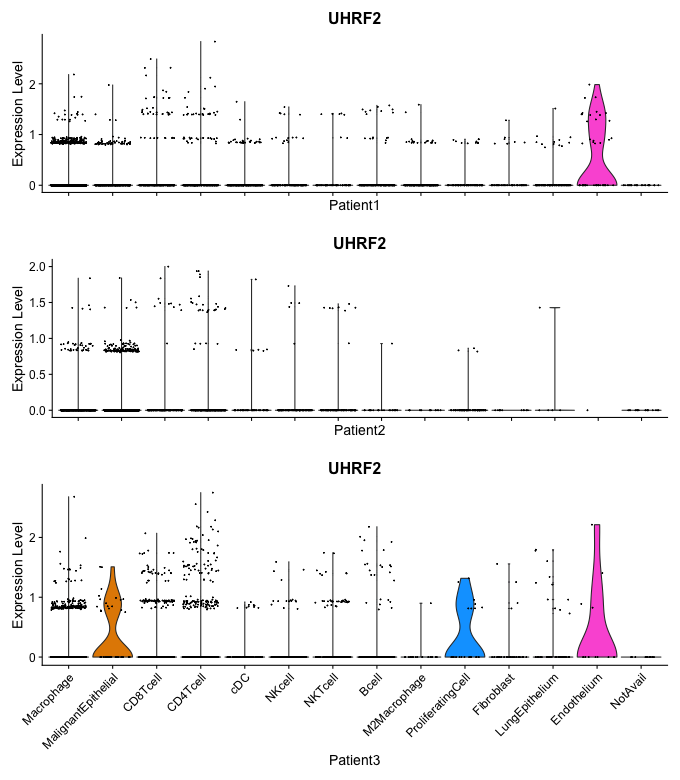 UHRF2
Expression Level
2
1
0
Patient1
UHRF2
Expression Level
2.0
1.5
1.0
0.5
0.0
Patient2
UHRF2
Expression Level
2
1
0
Macrophage
MalignantEpithelial
CD8Tcell
CD4Tcell
cDC
NKcell
NKTcell
Bcell
M2Macrophage
ProliferatingCell
Fibroblast
LungEpithelium
Endothelium
NotAvail
Patient3